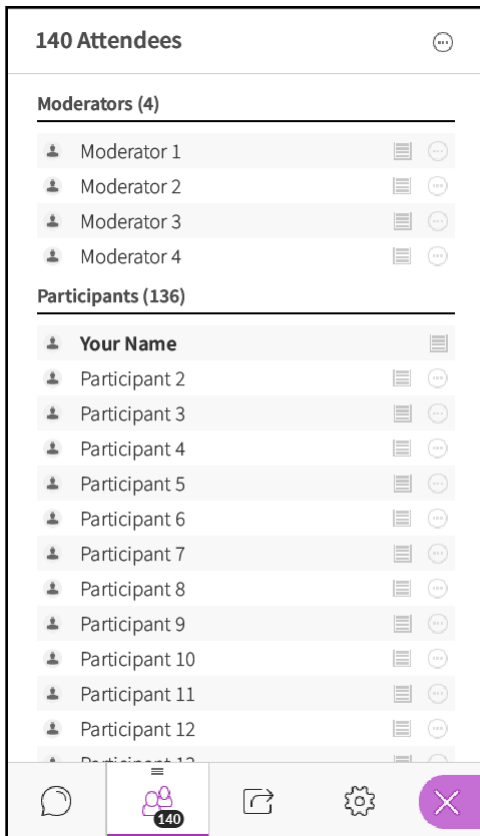 140 Attendees
Moderators (4)
Moderator 1
Moderator 2
Moderator 3
Moderator 4
Participants (136)
Your Name
Participant 2
Participant 3
Participant 4
Participant 5
Participant 6
Participant 7
Participant 8
Participant 9
Participant 10
Participant 11
Participant 12
Participant 13
140